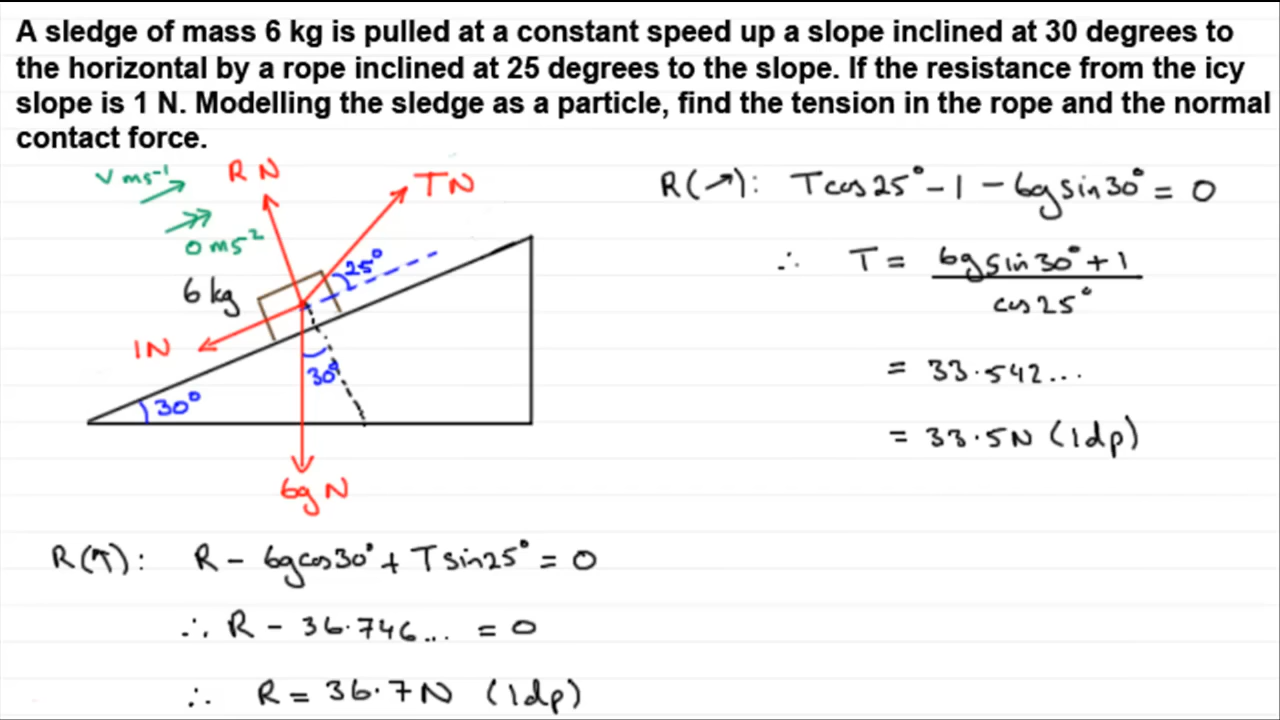 A sledge of mass 6 kg is pulled at a constant speed up a slope inclined at 30 degrees to
the horizontal by a rope inclined at 25 degrees to the slope. If the resistance from the icy
slope is 1 N. Modelling the sledge as a particle, find the tension in the rope and the normal
contact force.
V ms⁻¹
R N
T N
0 ms²
25°
6 kg
1N
30°
30°
6g N
R(↗): Tcos25° - 1 - 6gsin30° = 0
∴ T = 6gsin30° + 1
cos25°
= 33.542...
= 33.5N (1dp)
R(↖): R - 6gcos30° + Tsin25° = 0
∴ R - 36.746... = 0
∴ R = 36.7N (1dp)